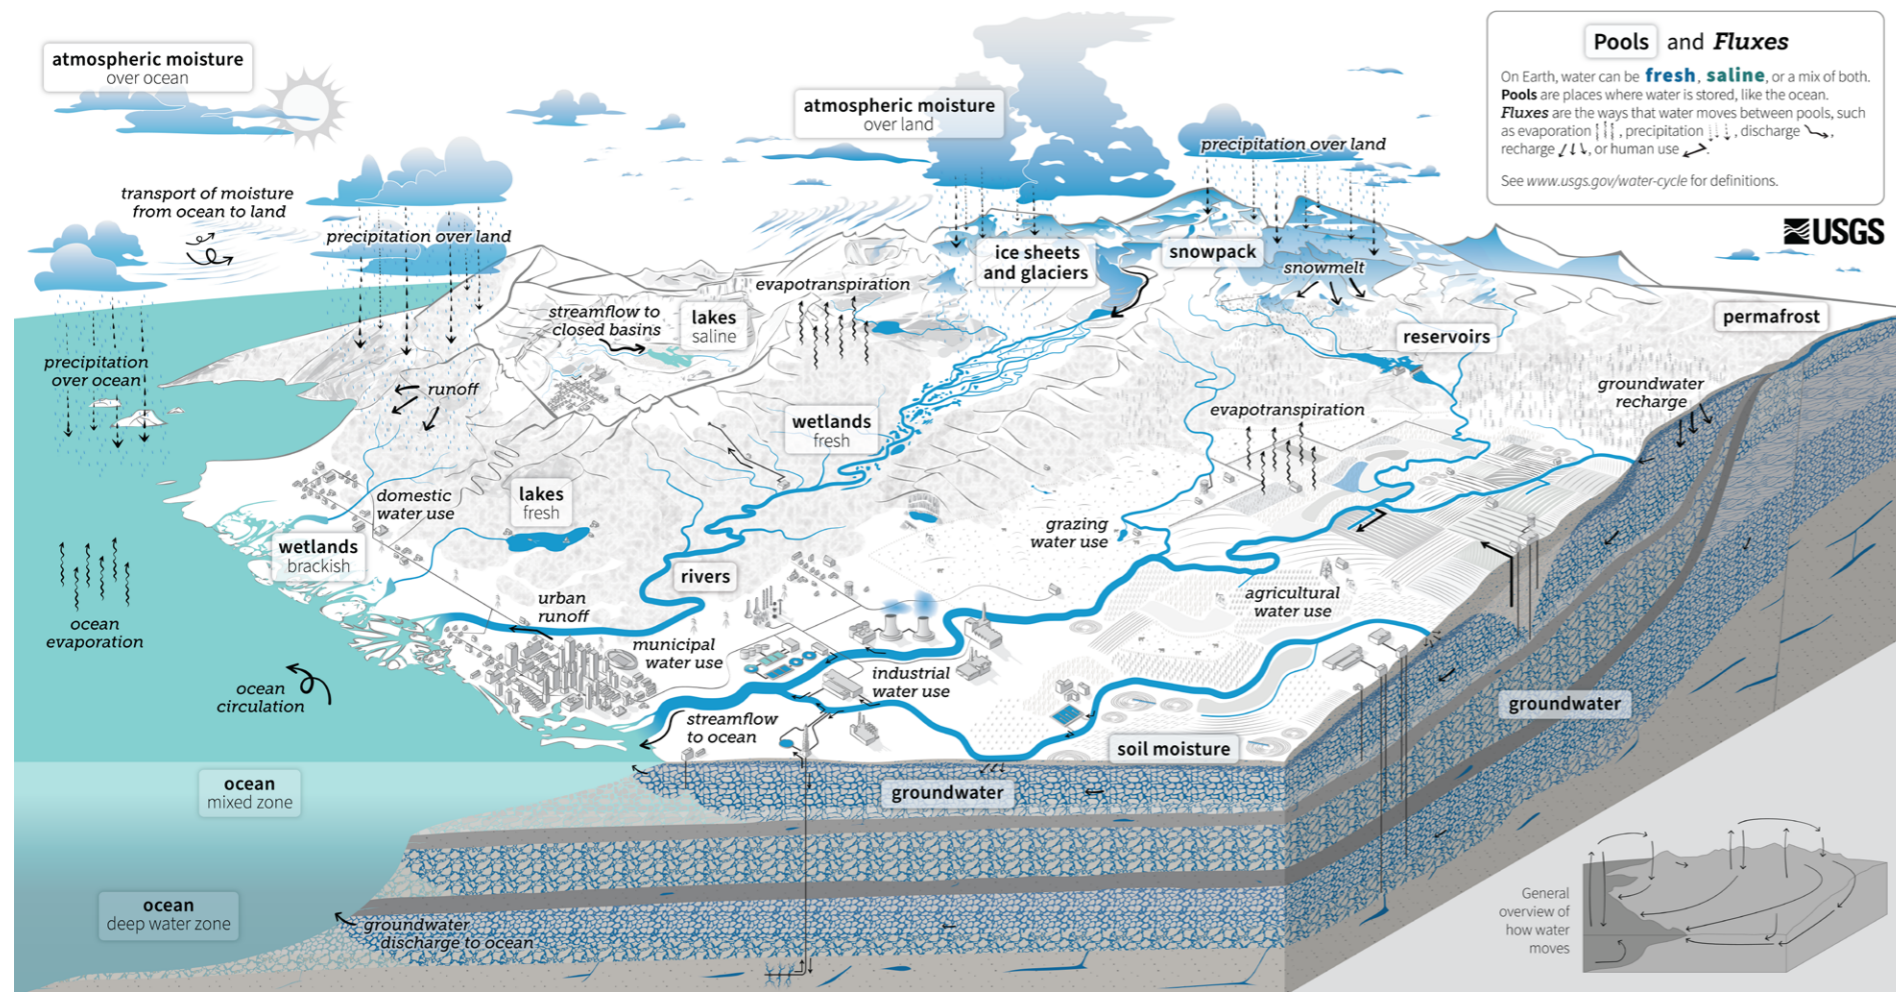 atmospheric moisture
over ocean
transport of moisture
from ocean to land
precipitation over land
precipitation
over ocean
runoff
streamflow to
closed basins
lakes
saline
evapotranspiration
atmospheric moisture
over land
ice sheets
and glaciers
precipitation over land
snowpack
snowmelt
reservoirs
permafrost
groundwater
recharge
Pools and Fluxes
On Earth, water can be fresh, saline, or a mix of both.
Pools are places where water is stored, like the ocean.
Fluxes are the ways that water moves between pools, such
as evaporation , precipitation , discharge ,
recharge , or human use .
See www.usgs.gov/water-cycle for definitions.
USGS
wetlands
fresh
evapotranspiration
domestic
water use
lakes
fresh
wetlands
brackish
grazing
water use
rivers
agricultural
water use
urban
runoff
municipal
water use
industrial
water use
ocean
evaporation
ocean
circulation
streamflow
to ocean
soil moisture
groundwater
groundwater
ocean
mixed zone
ocean
deep water zone
groundwater
discharge to ocean
General
overview of
how water
moves